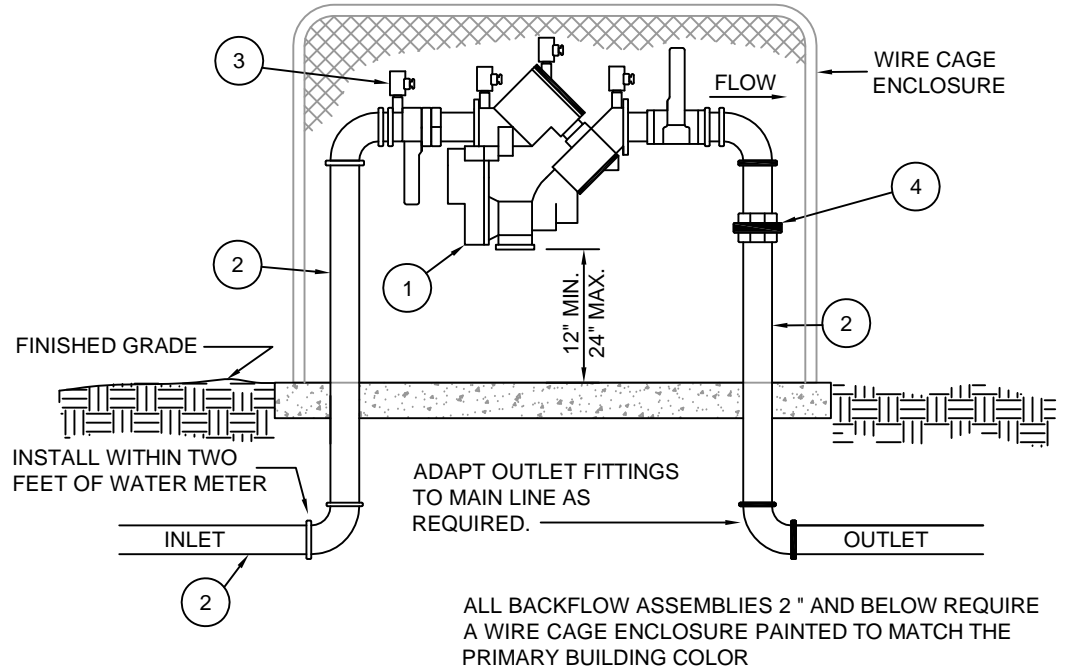 3
WIRE CAGE
ENCLOSURE
FLOW
4
2
1
12" MIN.
24" MAX.
2
FINISHED GRADE
INSTALL WITHIN TWO
FEET OF WATER METER
ADAPT OUTLET FITTINGS
TO MAIN LINE AS
REQUIRED.
INLET
OUTLET
2
ALL BACKFLOW ASSEMBLIES 2 " AND BELOW REQUIRE
A WIRE CAGE ENCLOSURE PAINTED TO MATCH THE
PRIMARY BUILDING COLOR